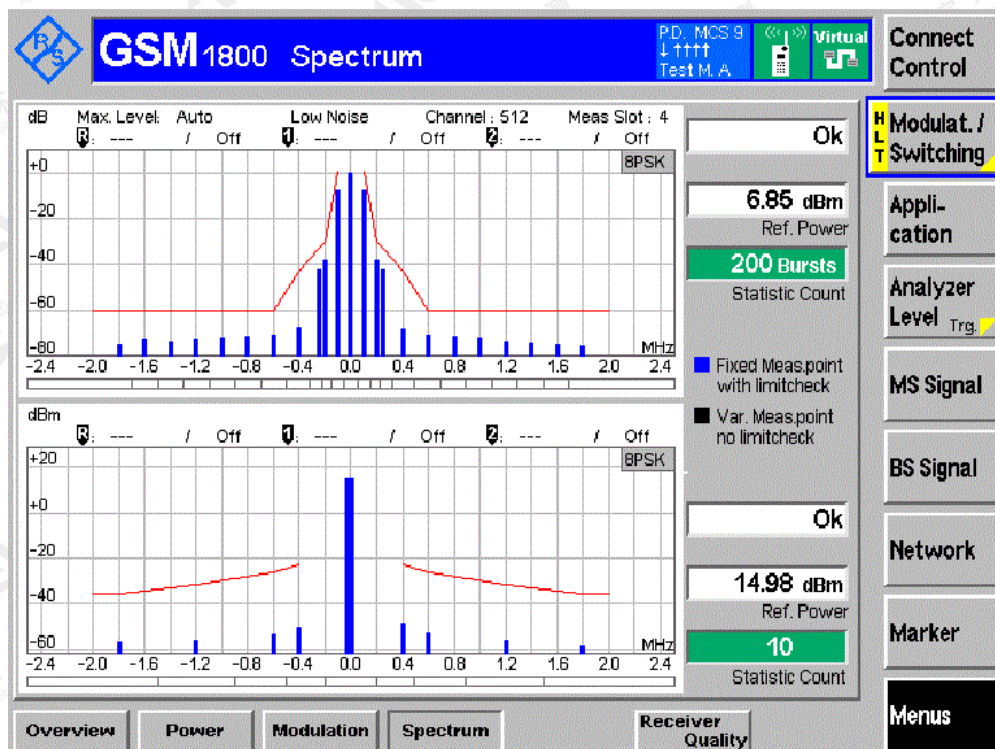 R/S
GSM 1800 Spectrum
P.D. MCS 9
↓ ↑↑↑↑
Test M. A.
Virtual
Connect
Control
dB Max. Level: Auto Low Noise Channel : 512 Meas Slot : 4
R: --- / Off 1: --- / Off 2: --- / Off
8PSK
+0
-20
-40
-60
-80
MHz
-2.4 -2.0 -1.6 -1.2 -0.8 -0.4 0.0 0.4 0.8 1.2 1.6 2.0 2.4
Ok
6.85 dBm
Ref. Power
200 Bursts
Statistic Count
Fixed Meas.point
with limitcheck
Var. Meas.point
no limitcheck
dBm
R: --- / Off 1: --- / Off 2: --- / Off
8PSK
+20
+0
-20
-40
-60
MHz
-2.4 -2.0 -1.6 -1.2 -0.8 -0.4 0.0 0.4 0.8 1.2 1.6 2.0 2.4
Ok
14.98 dBm
Ref. Power
10
Statistic Count
HLT
Modulat. /
Switching
Appli-
cation
Analyzer
Level Trg.
MS Signal
BS Signal
Network
Marker
Menus
Overview
Power
Modulation
Spectrum
Receiver
Quality